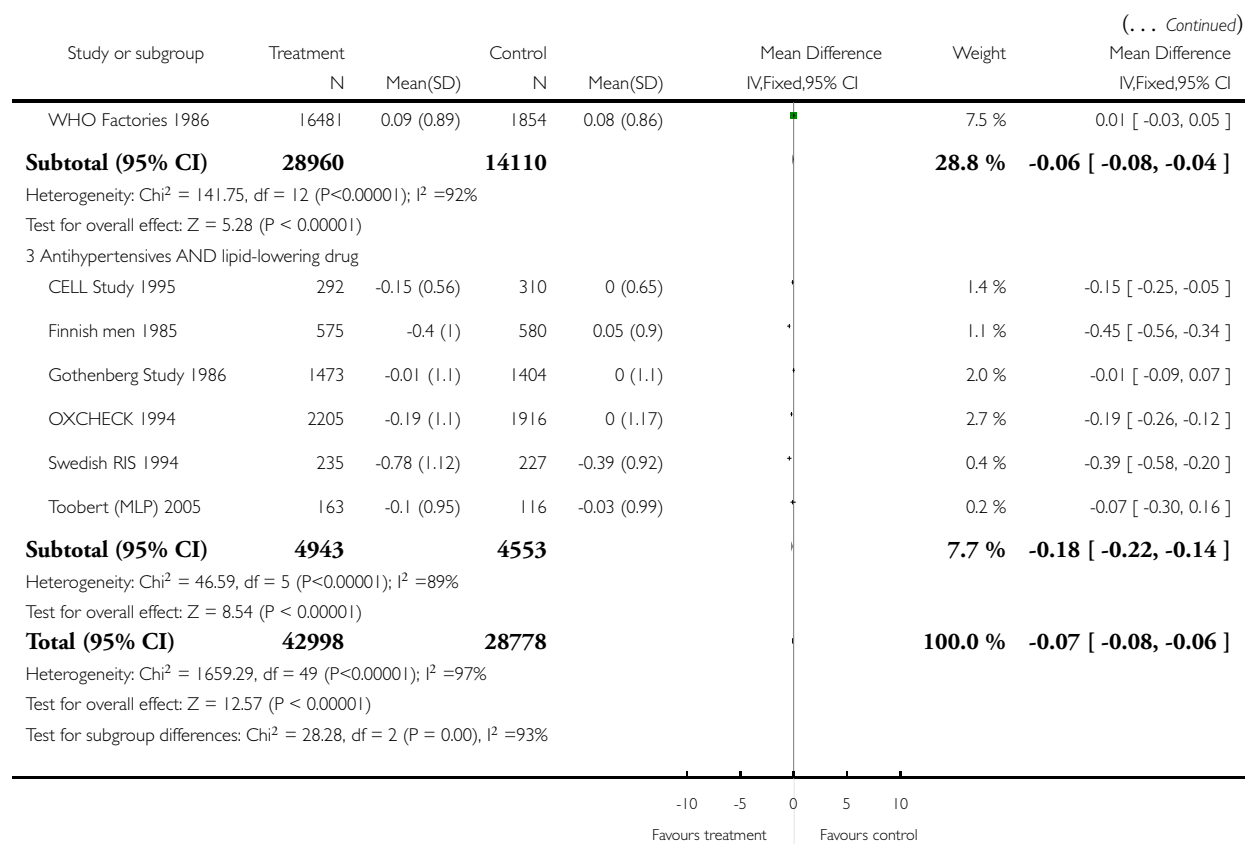 (... Continued)
Study or subgroup Treatment Control Mean Difference Weight Mean Difference
N Mean(SD) N Mean(SD) IV,Fixed,95% CI IV,Fixed,95% CI
WHO Factories 1986 16481 0.09 (0.89) 1854 0.08 (0.86) 7.5 % 0.01 [ -0.03, 0.05 ]
Subtotal (95% CI) 28960 14110 28.8 % -0.06 [ -0.08, -0.04 ]
Heterogeneity: Chi² = 141.75, df = 12 (P<0.00001); I² =92%
Test for overall effect: Z = 5.28 (P < 0.00001)
3 Antihypertensives AND lipid-lowering drug
CELL Study 1995 292 -0.15 (0.56) 310 0 (0.65) 1.4 % -0.15 [ -0.25, -0.05 ]
Finnish men 1985 575 -0.4 (1) 580 0.05 (0.9) 1.1 % -0.45 [ -0.56, -0.34 ]
Gothenberg Study 1986 1473 -0.01 (1.1) 1404 0 (1.1) 2.0 % -0.01 [ -0.09, 0.07 ]
OXCHECK 1994 2205 -0.19 (1.1) 1916 0 (1.17) 2.7 % -0.19 [ -0.26, -0.12 ]
Swedish RIS 1994 235 -0.78 (1.12) 227 -0.39 (0.92) 0.4 % -0.39 [ -0.58, -0.20 ]
Toobert (MLP) 2005 163 -0.1 (0.95) 116 -0.03 (0.99) 0.2 % -0.07 [ -0.30, 0.16 ]
Subtotal (95% CI) 4943 4553 7.7 % -0.18 [ -0.22, -0.14 ]
Heterogeneity: Chi² = 46.59, df = 5 (P<0.00001); I² =89%
Test for overall effect: Z = 8.54 (P < 0.00001)
Total (95% CI) 42998 28778 100.0 % -0.07 [ -0.08, -0.06 ]
Heterogeneity: Chi² = 1659.29, df = 49 (P<0.00001); I² =97%
Test for overall effect: Z = 12.57 (P < 0.00001)
Test for subgroup differences: Chi² = 28.28, df = 2 (P = 0.00), I² =93%
-10 -5 0 5 10
Favours treatment Favours control